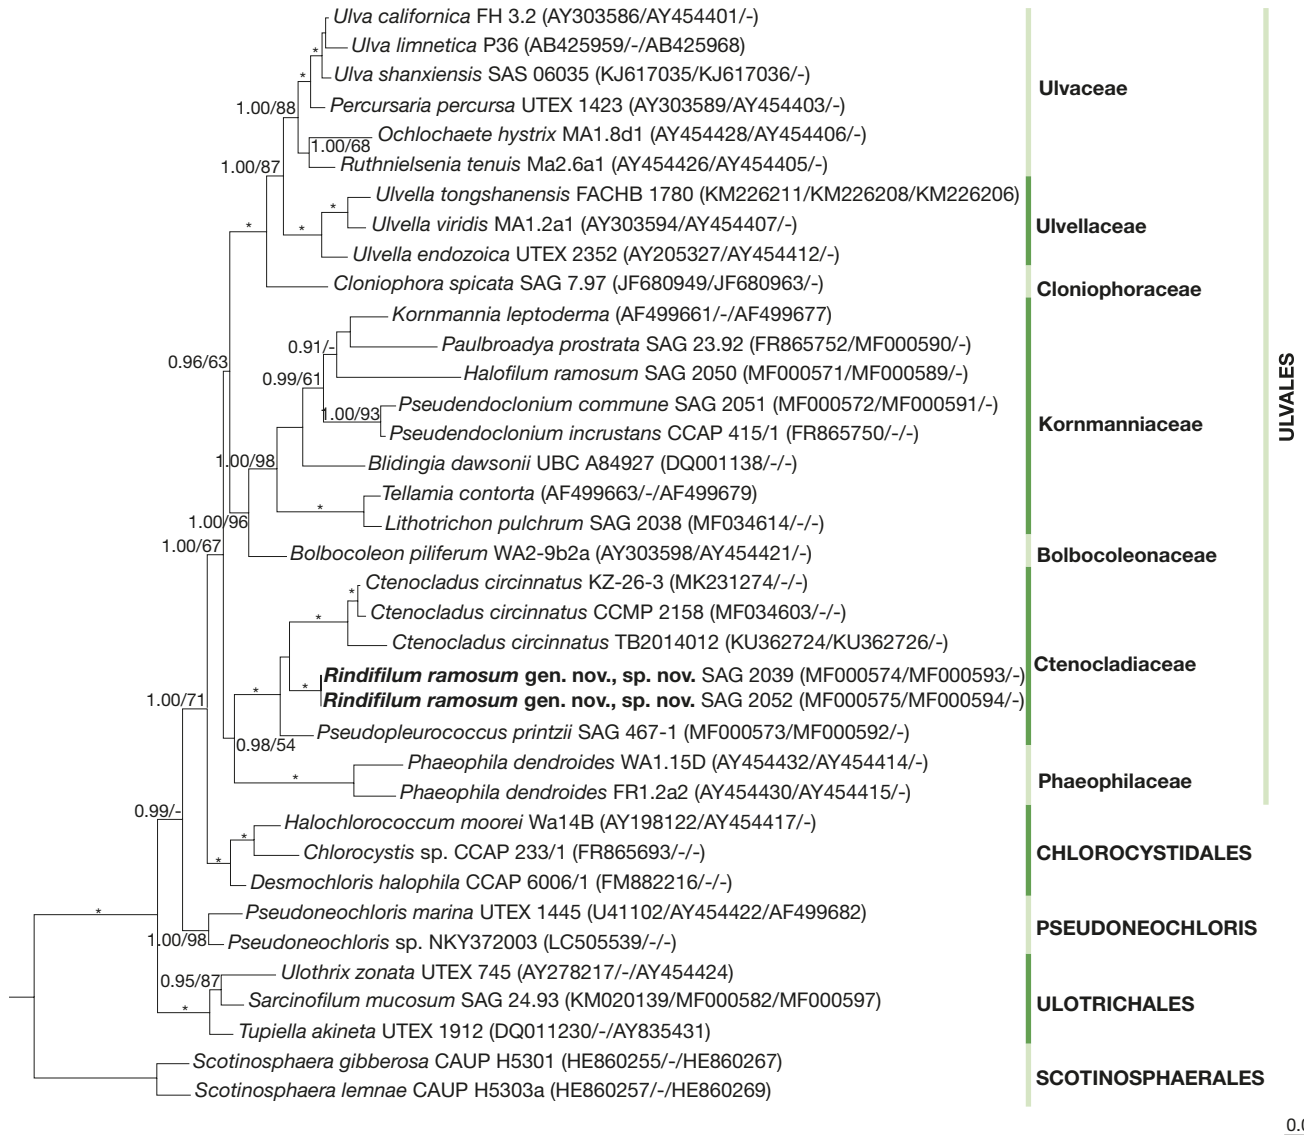 Ulva californica FH 3.2 (AY303586/AY454401/-)
*
Ulva limnetica P36 (AB425959/-/AB425968)
*
Ulva shanxiensis SAS 06035 (KJ617035/KJ617036/-)
Ulvaceae
1.00/88
Percursaria percursa UTEX 1423 (AY303589/AY454403/-)
Ochlochaete hystrix MA1.8d1 (AY454428/AY454406/-)
1.00/68
1.00/87
Ruthnielsenia tenuis Ma2.6a1 (AY454426/AY454405/-)
Ulvella tongshanensis FACHB 1780 (KM226211/KM226208/KM226206)
*
*
*
Ulvella viridis MA1.2a1 (AY303594/AY454407/-)
Ulvellaceae
Ulvella endozoica UTEX 2352 (AY205327/AY454412/-)
Cloniophora spicata SAG 7.97 (JF680949/JF680963/-)
Cloniophoraceae
Kornmannia leptoderma (AF499661/-/AF499677)
0.91/-
Paulbroadya prostrata SAG 23.92 (FR865752/MF000590/-)
0.96/63
0.99/61
Halofilum ramosum SAG 2050 (MF000571/MF000589/-)
ULVALES
1.00/93
Pseudendoclonium commune SAG 2051 (MF000572/MF000591/-)
Kornmanniaceae
Pseudendoclonium incrustans CCAP 415/1 (FR865750/-/-)
1.00/98
Blidingia dawsonii UBC A84927 (DQ001138/-/-)
Tellamia contorta (AF499663/-/AF499679)
*
1.00/96
Lithotrichon pulchrum SAG 2038 (MF034614/-/-)
1.00/67
Bolbocoleon piliferum WA2-9b2a (AY303598/AY454421/-)
Bolbocoleonaceae
Ctenocladus circinnatus KZ-26-3 (MK231274/-/-)
*
*
Ctenocladus circinnatus CCMP 2158 (MF034603/-/-)
Ctenocladus circinnatus TB2014012 (KU362724/KU362726/-)
Ctenocladiaceae
Rindifilum ramosum gen. nov., sp. nov. SAG 2039 (MF000574/MF000593/-)
*
*
1.00/71
Rindifilum ramosum gen. nov., sp. nov. SAG 2052 (MF000575/MF000594/-)
Pseudopleurococcus printzii SAG 467-1 (MF000573/MF000592/-)
0.98/54
Phaeophila dendroides WA1.15D (AY454432/AY454414/-)
*
Phaeophilaceae
Phaeophila dendroides FR1.2a2 (AY454430/AY454415/-)
0.99/-
Halochlorococcum moorei Wa14B (AY198122/AY454417/-)
*
*
Chlorocystis sp. CCAP 233/1 (FR865693/-/-)
CHLOROCYSTIDALES
Desmochloris halophila CCAP 6006/1 (FM882216/-/-)
*
Pseudoneochloris marina UTEX 1445 (U41102/AY454422/AF499682)
PSEUDONEOCHLORIS
1.00/98
Pseudoneochloris sp. NKY372003 (LC505539/-/-)
0.95/87
Ulothrix zonata UTEX 745 (AY278217/-/AY454424)
*
Sarcinofilum mucosum SAG 24.93 (KM020139/MF000582/MF000597)
ULOTRICHALES
Tupiella akineta UTEX 1912 (DQ011230/-/AY835431)
Scotinosphaera gibberosa CAUP H5301 (HE860255/-/HE860267)
SCOTINOSPHAERALES
Scotinosphaera lemnae CAUP H5303a (HE860257/-/HE860269)